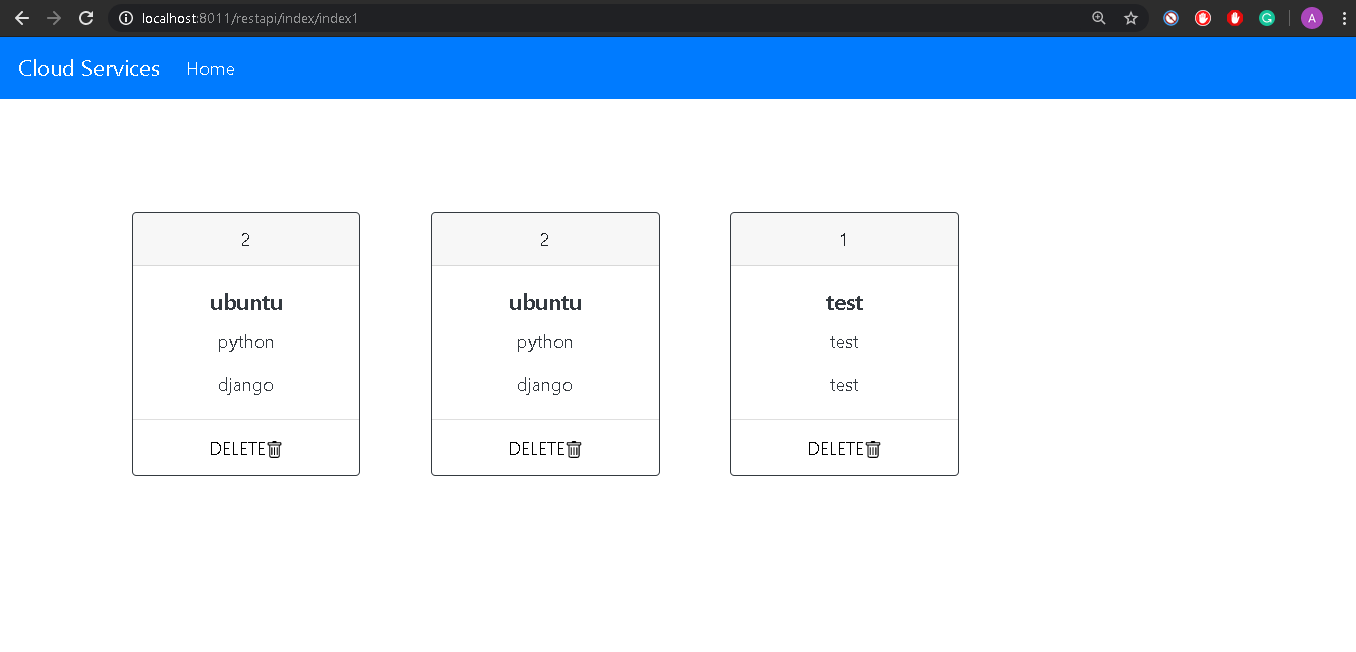 localhost:8011/restapi/index/index1
A
Cloud Services Home
2
ubuntu
python
django
DELETE
2
ubuntu
python
django
DELETE
1
test
test
test
DELETE